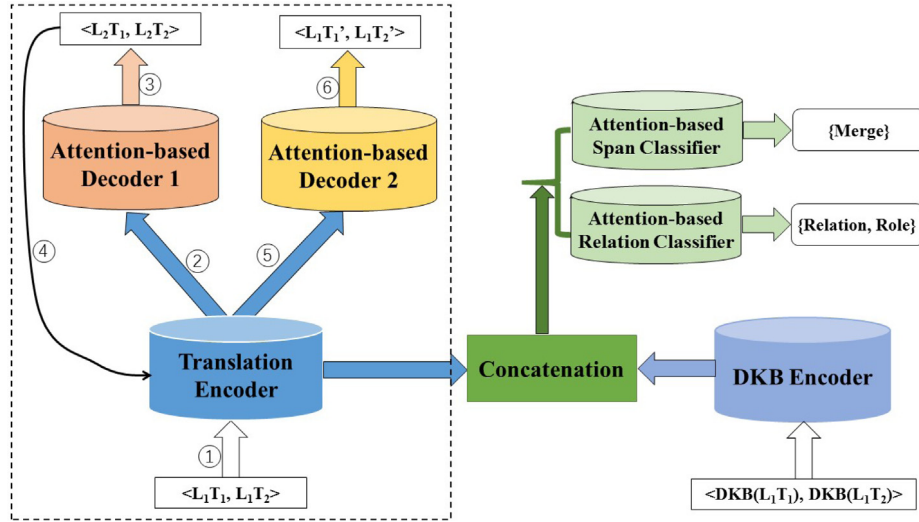 <L₂T₁, L₂T₂>
<L₁T₁’, L₁T₂’>
③
⑥
Attention-based
Decoder 1
Attention-based
Decoder 2
Attention-based
Span Classifier
{Merge}
Attention-based
Relation Classifier
{Relation, Role}
④
②
⑤
Translation
Encoder
Concatenation
DKB Encoder
①
<L₁T₁, L₁T₂>
<DKB(L₁T₁), DKB(L₁T₂)>